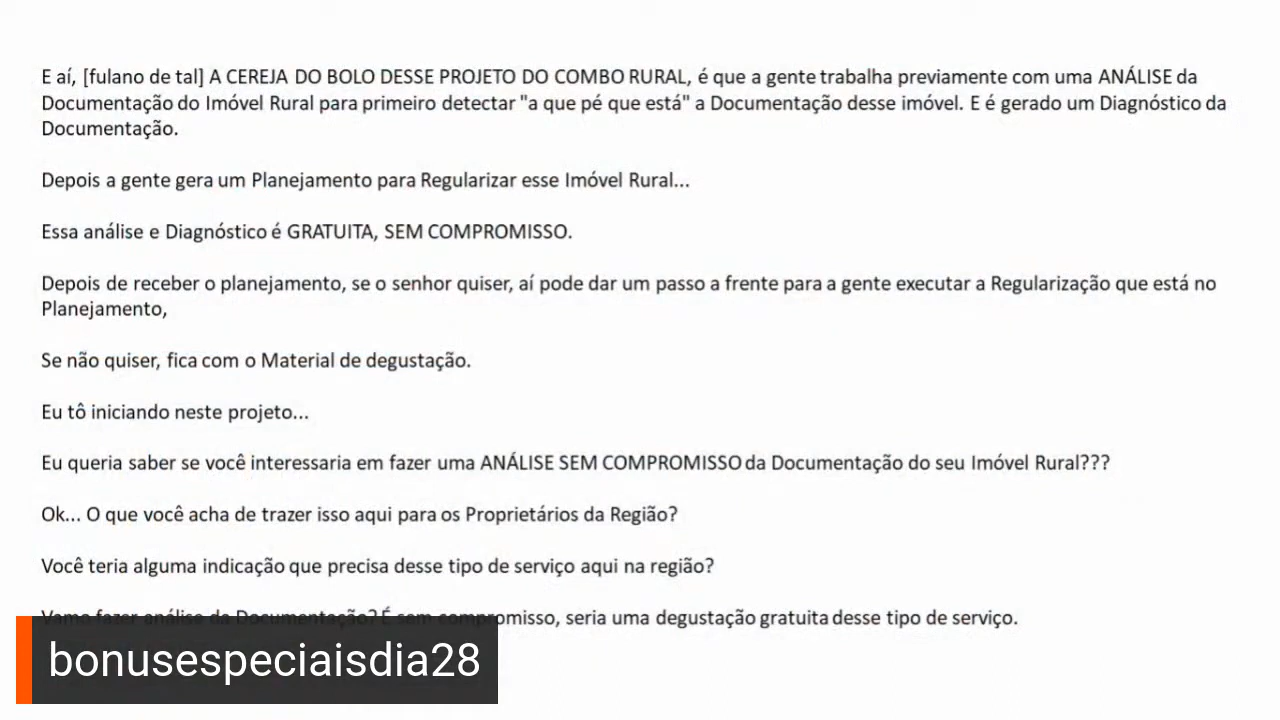 E aí, [fulano de tal] A CEREJA DO BOLO DESSE PROJETO DO COMBO RURAL, é que a gente trabalha previamente com uma ANÁLISE da
Documentação do Imóvel Rural para primeiro detectar "a que pé que está" a Documentação desse imóvel. E é gerado um Diagnóstico da
Documentação.
Depois a gente gera um Planejamento para Regularizar esse Imóvel Rural...
Essa análise e Diagnóstico é GRATUITA, SEM COMPROMISSO.
Depois de receber o planejamento, se o senhor quiser, aí pode dar um passo a frente para a gente executar a Regularização que está no
Planejamento,
Se não quiser, fica com o Material de degustação.
Eu tô iniciando neste projeto...
Eu queria saber se você interessaria em fazer uma ANÁLISE SEM COMPROMISSO da Documentação do seu Imóvel Rural???
Ok... O que você acha de trazer isso aqui para os Proprietários da Região?
Você teria alguma indicação que precisa desse tipo de serviço aqui na região?
Vamo fazer análise da Documentação? É sem compromisso, seria uma degustação gratuita desse tipo de serviço.
bonusespeciaisdia28